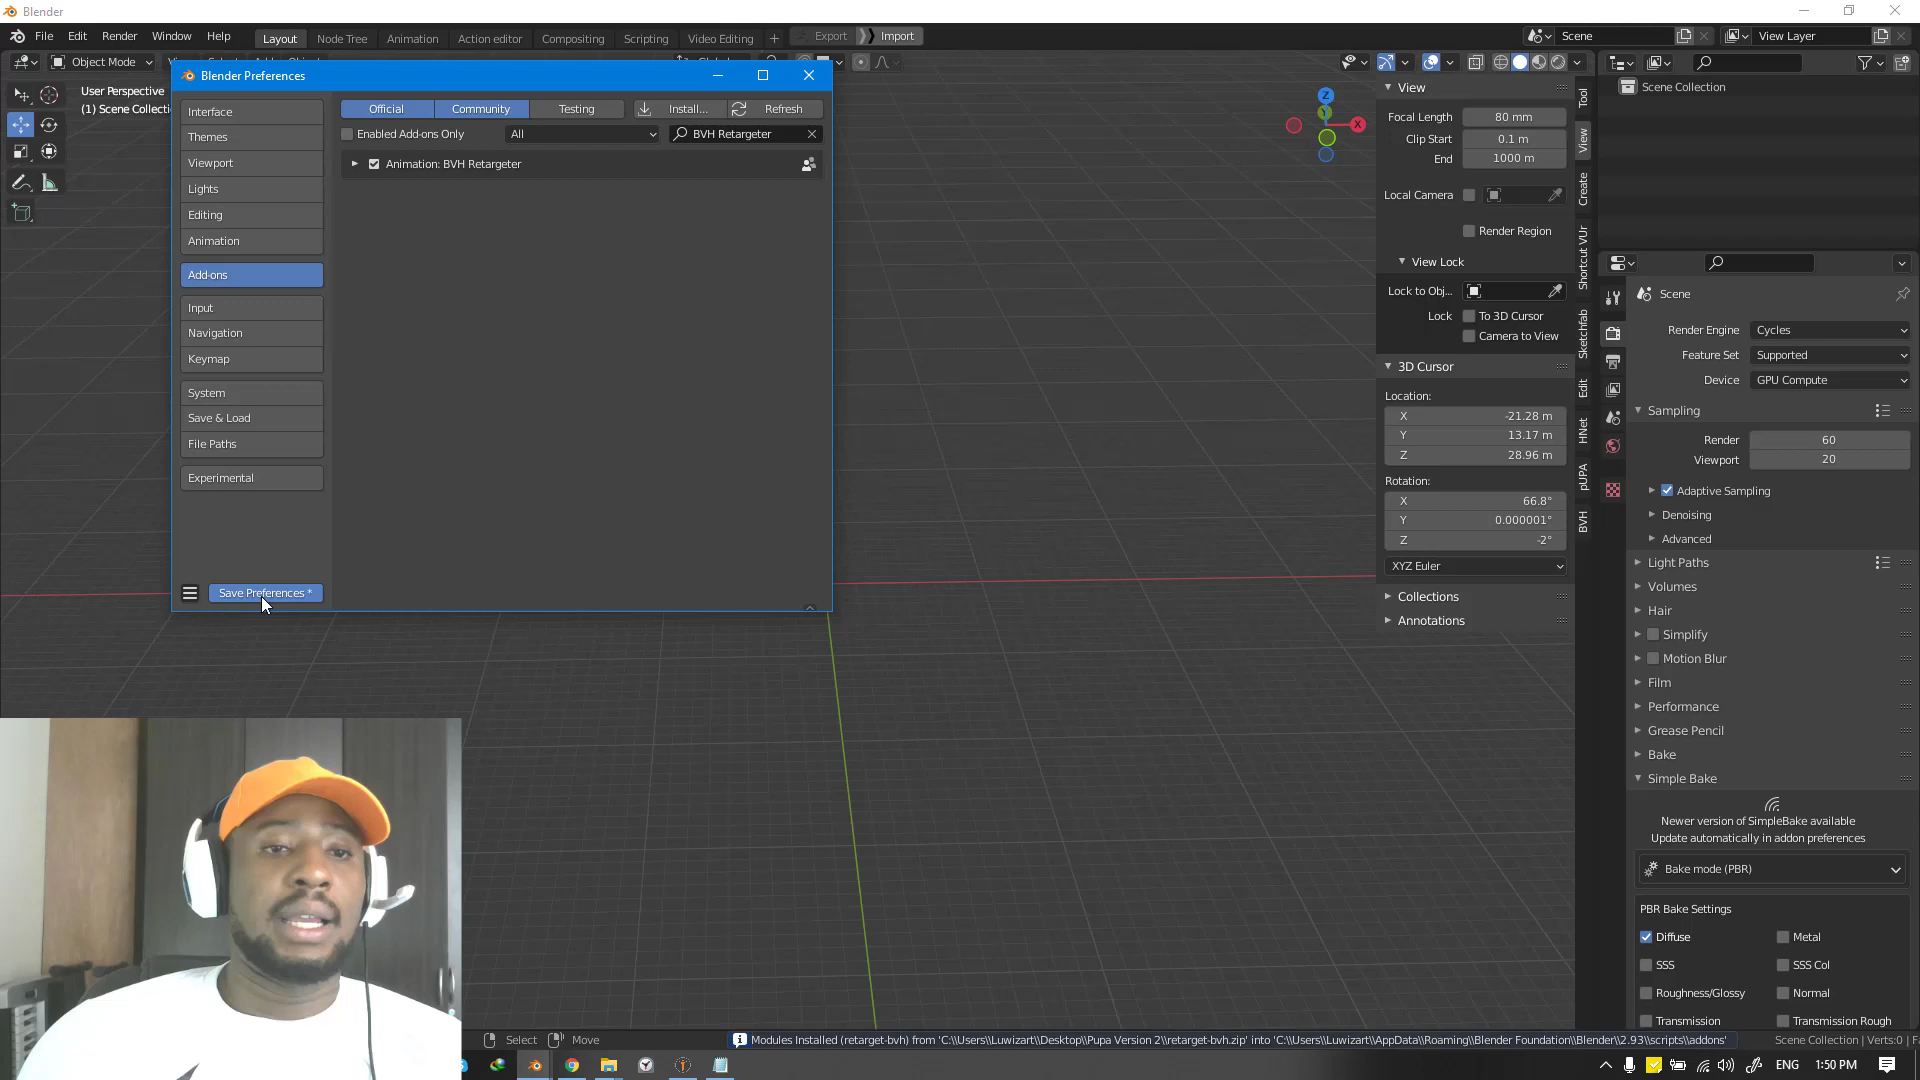 Blender
File Edit Render Window Help Layout Node Tree Animation Action editor Compositing Scripting Video Editing + Export Import Scene View Layer
Object Mode
User Perspective
(1) Scene Collecti
Blender Preferences
Interface
Themes
Viewport
Lights
Editing
Animation
Add-ons
Input
Navigation
Keymap
System
Save & Load
File Paths
Experimental
Save Preferences *
Official Community Testing Install... Refresh
Enabled Add-ons Only All BVH Retargeter
Animation: BVH Retargeter
X
Y
Z
View
Focal Length 80 mm
Clip Start 0.1 m
End 1000 m
Local Camera
Render Region
View Lock
Lock to Obj...
Lock To 3D Cursor
Camera to View
3D Cursor
Location:
X -21.28 m
Y 13.17 m
Z 28.96 m
Rotation:
X 66.8°
Y 0.000001°
Z -2°
XYZ Euler
Collections
Annotations
Tool
View
Create
Shortcut VUr
Sketchfab
Edit
HNet
pUPA
BVH
Scene Collection
Scene
Render Engine Cycles
Feature Set Supported
Device GPU Compute
Sampling
Render 60
Viewport 20
Adaptive Sampling
Denoising
Advanced
Light Paths
Volumes
Hair
Simplify
Motion Blur
Film
Performance
Grease Pencil
Bake
Simple Bake
Newer version of SimpleBake available
Update automatically in addon preferences
Bake mode (PBR)
PBR Bake Settings
Diffuse Metal
SSS SSS Col
Roughness/Glossy Normal
Transmission Transmission Rough
Select Move Modules Installed (retarget-bvh) from 'C:\\Users\\Luwizart\\Desktop\\Pupa Version 2\\retarget-bvh.zip' into 'C:\\Users\\Luwizart\\AppData\\Roaming\\Blender Foundation\\Blender\\2.93\\scripts\\addons' Scene Collection | Verts:0 | F
ENG 1:50 PM